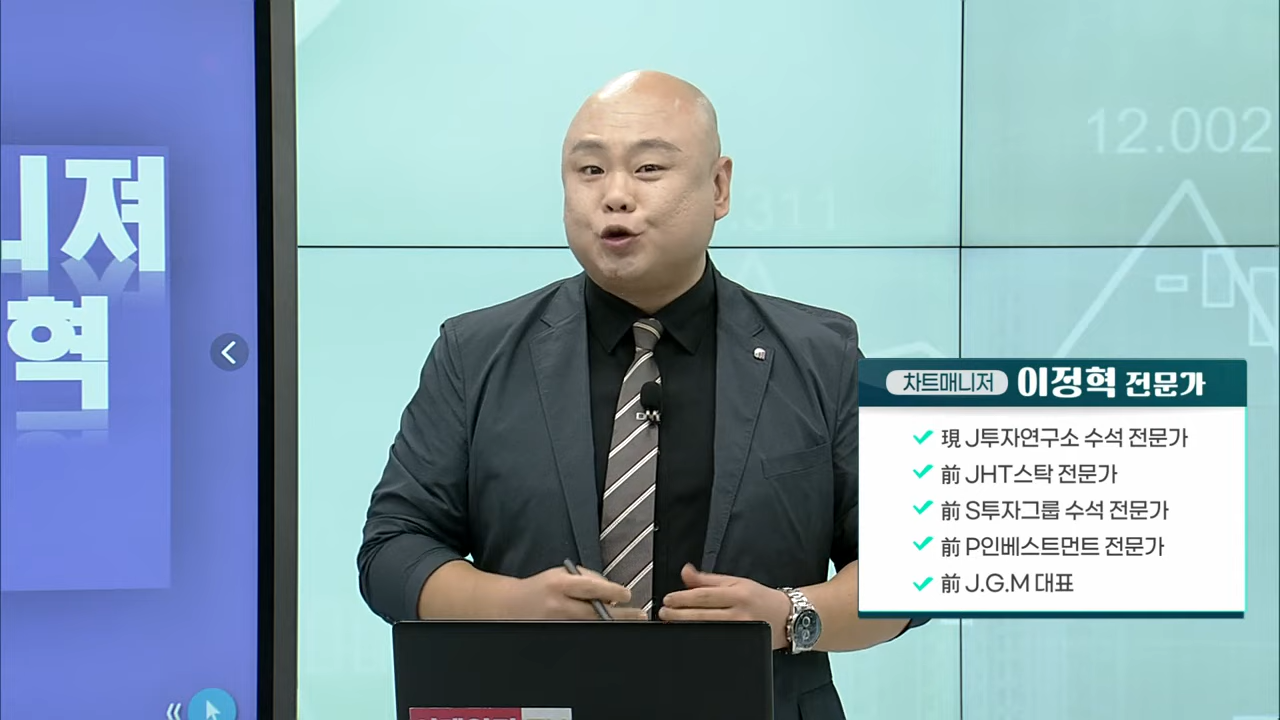 니져
혁
12.002
.311
차트매니저 이정혁 전문가
現 J투자연구소 수석 전문가
前 JHT스탁 전문가
前 S투자그룹 수석 전문가
前 P인베스트먼트 전문가
前 J.G.M 대표